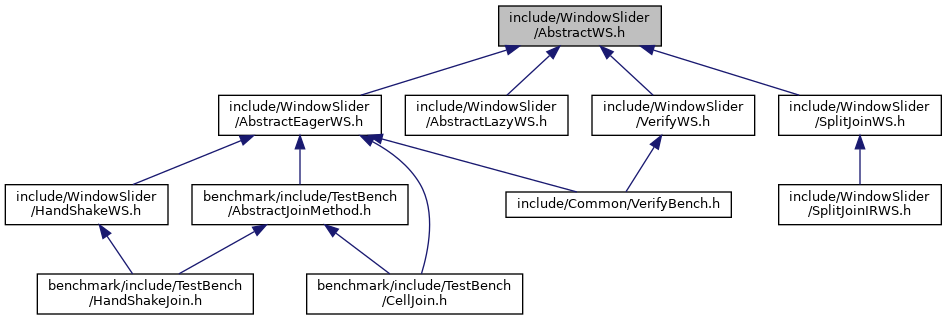 include/WindowSlider
/AbstractWS.h
include/WindowSlider
/AbstractEagerWS.h
include/WindowSlider
/AbstractLazyWS.h
include/WindowSlider
/VerifyWS.h
include/WindowSlider
/SplitJoinWS.h
include/WindowSlider
/HandShakeWS.h
benchmark/include/TestBench
/AbstractJoinMethod.h
include/Common/VerifyBench.h
include/WindowSlider
/SplitJoinIRWS.h
benchmark/include/TestBench
/HandShakeJoin.h
benchmark/include/TestBench
/CellJoin.h